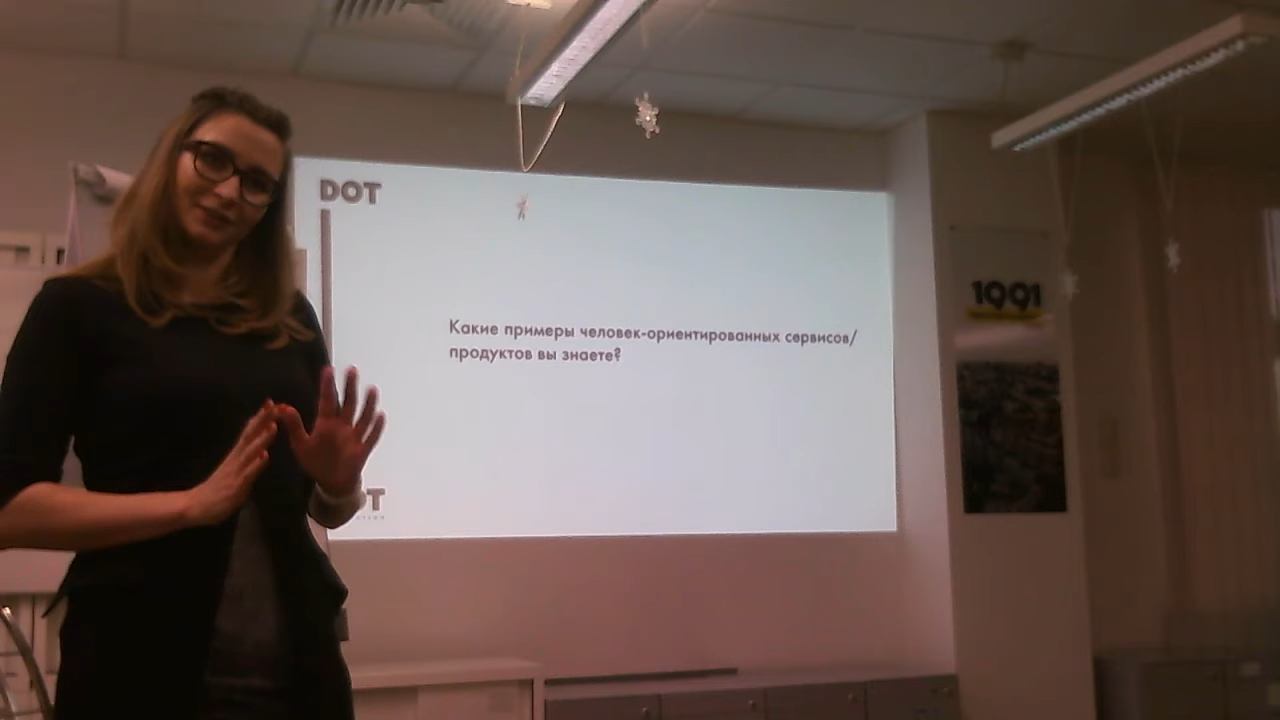 DOT
Какие примеры человек-ориентированных сервисов/
продуктов вы знаете?
1991